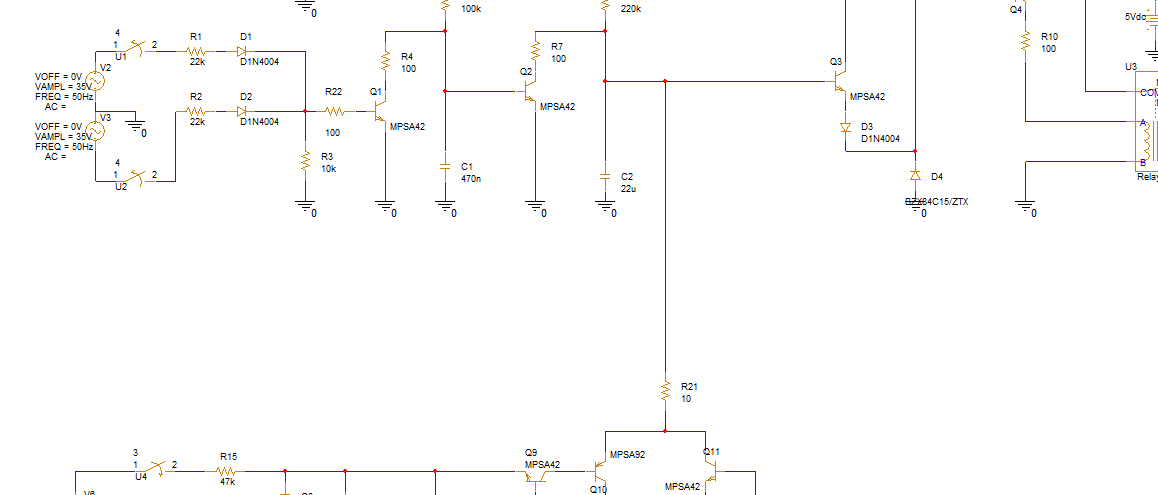 0
100k
220k
Q4
5Vdc
R10
100
U3
COM
A
B
Relay
0
4
1
2
U1
R1
22k
D1
D1N4004
V2
VOFF = 0V
VAMPL = 35V
FREQ = 50Hz
AC =
0
V3
VOFF = 0V
VAMPL = 35V
FREQ = 50Hz
AC =
R2
22k
D2
D1N4004
4
1
2
U2
R22
100
R3
10k
0
R4
100
Q1
MPSA42
0
C1
470n
0
R7
100
Q2
MPSA42
0
C2
22u
0
Q3
MPSA42
D3
D1N4004
D4
0
R21
10
3
1
2
U4
R15
47k
V6
Q9
MPSA42
MPSA92
Q10
Q11
MPSA42